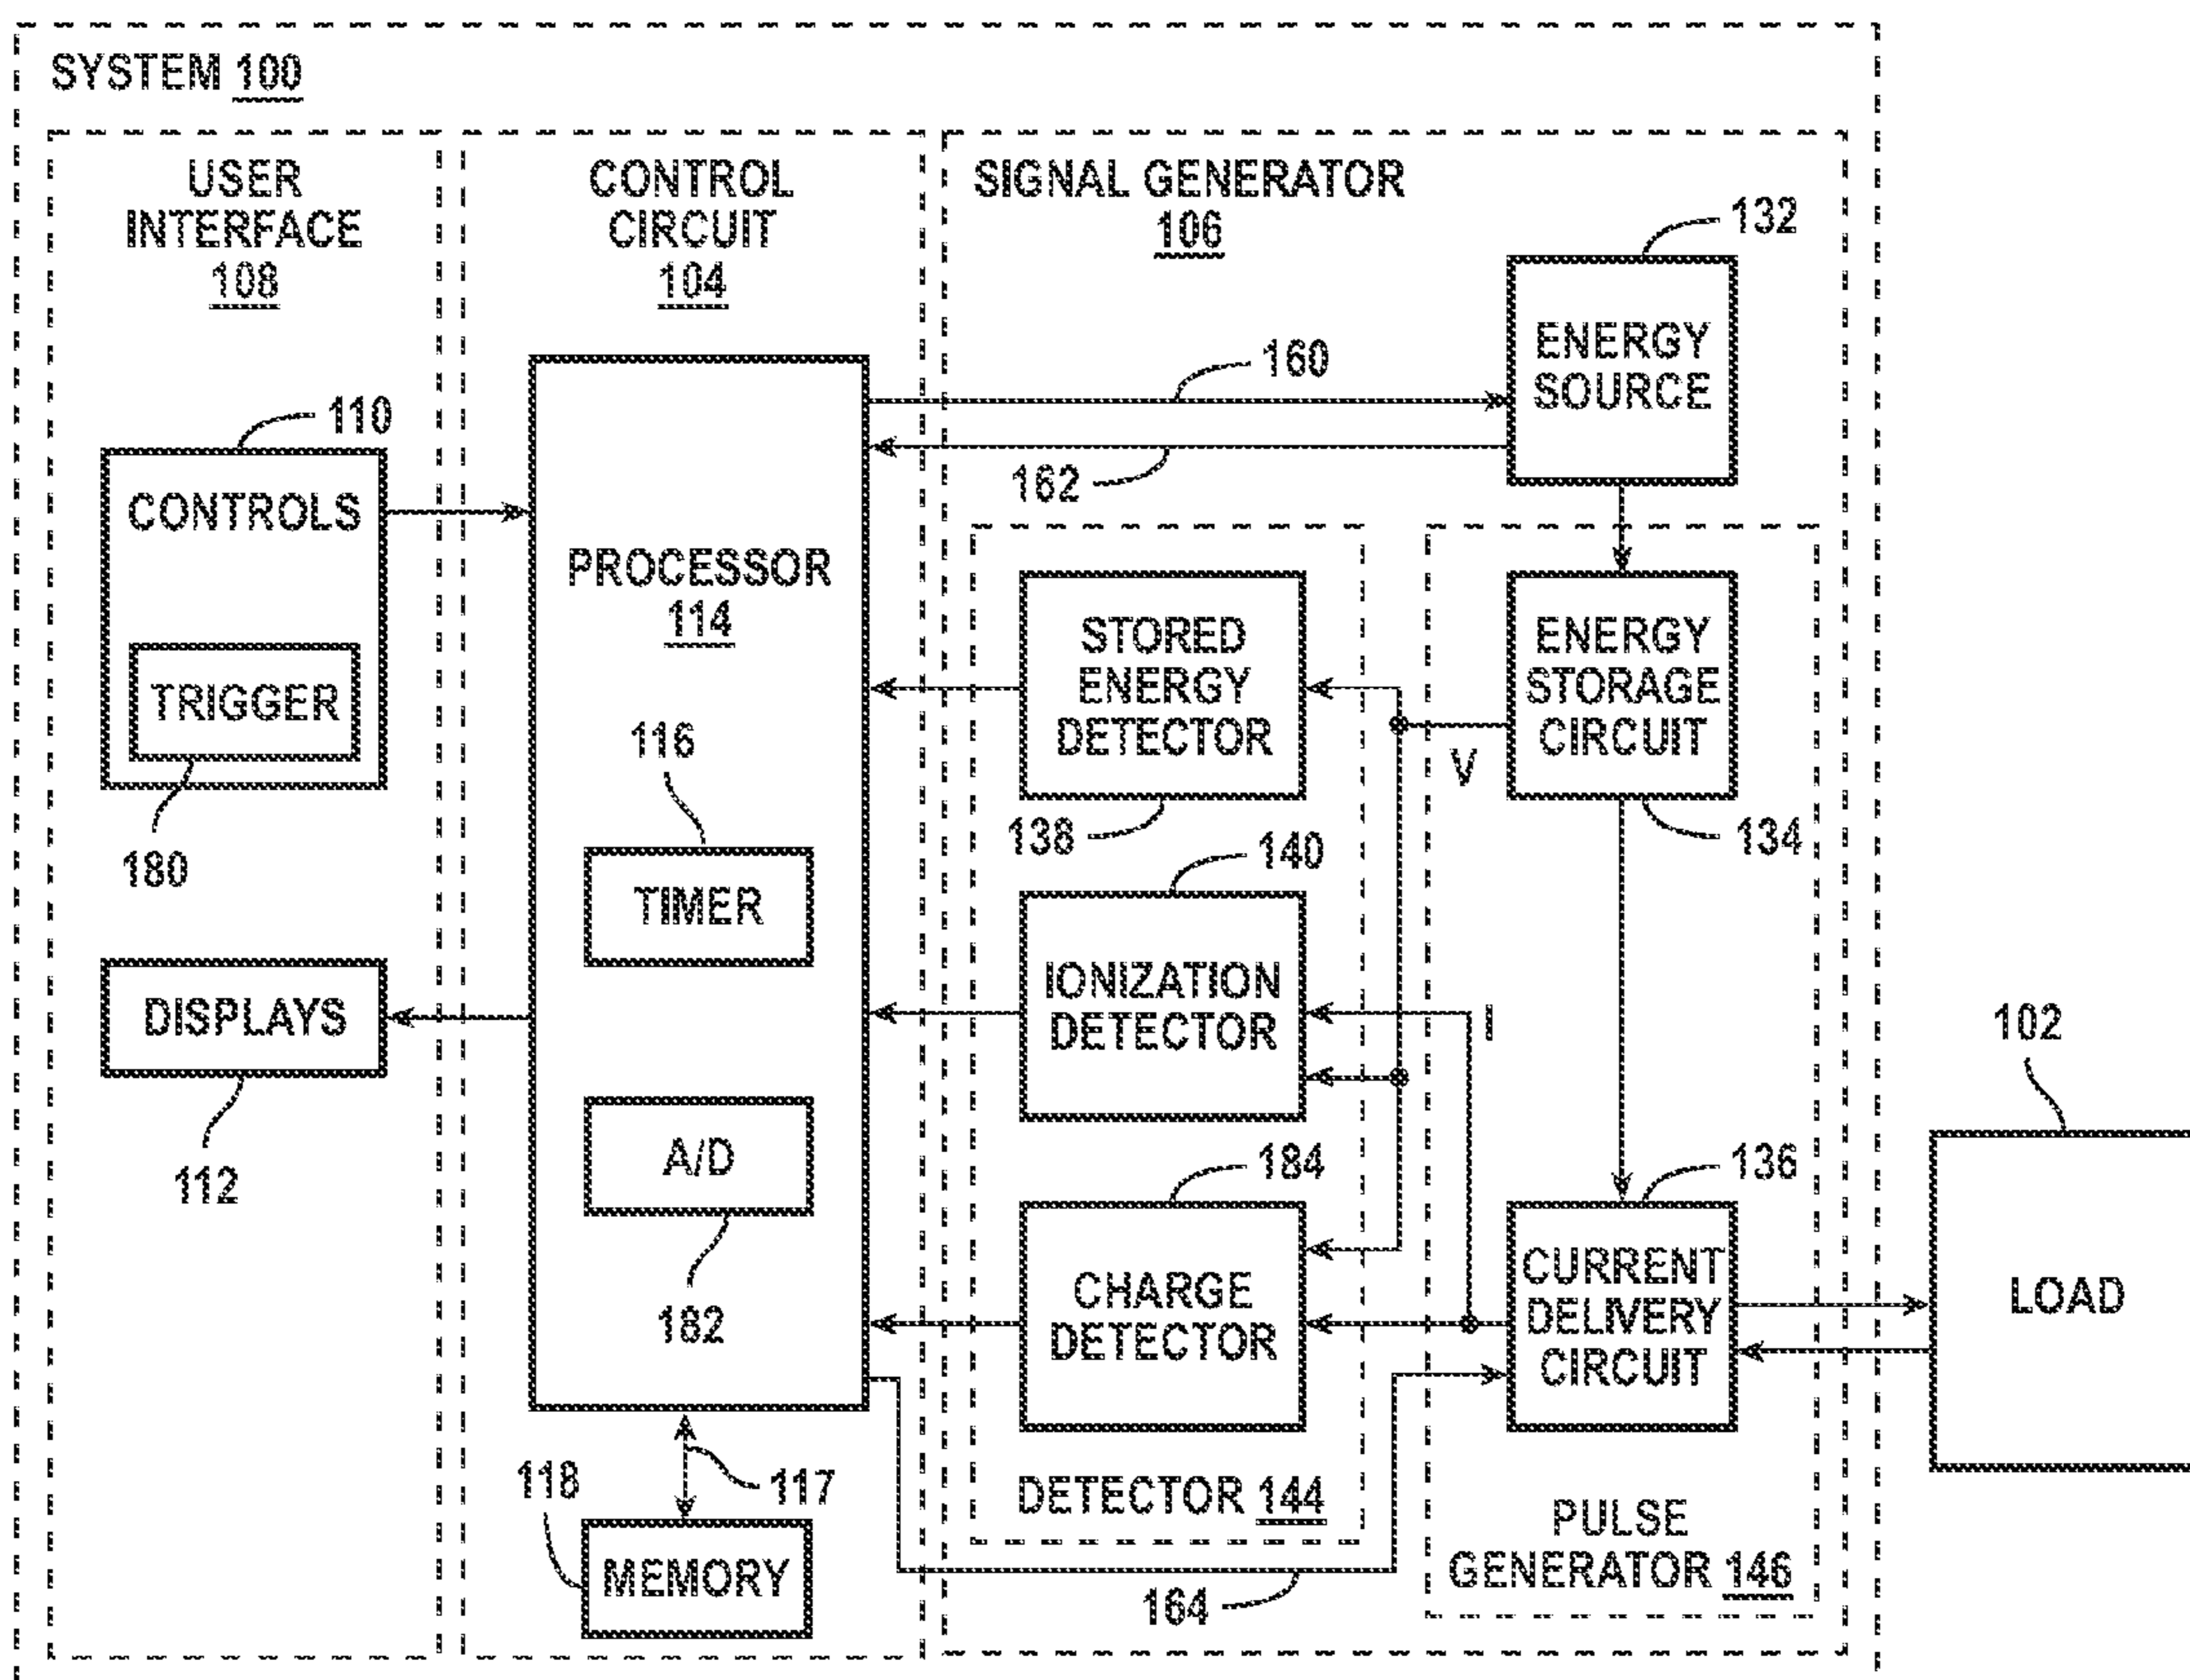 SYSTEM 100
USER
INTERFACE
108
110
CONTROLS
TRIGGER
180
DISPLAYS
112
CONTROL
CIRCUIT
104
PROCESSOR
114
116
TIMER
A/D
182
117
118
MEMORY
SIGNAL GENERATOR
106
132
ENERGY
SOURCE
160
162
STORED
ENERGY
DETECTOR
138
V
ENERGY
STORAGE
CIRCUIT
134
140
IONIZATION
DETECTOR
I
184
CHARGE
DETECTOR
DETECTOR 144
136
CURRENT
DELIVERY
CIRCUIT
PULSE
GENERATOR 146
164
102
LOAD